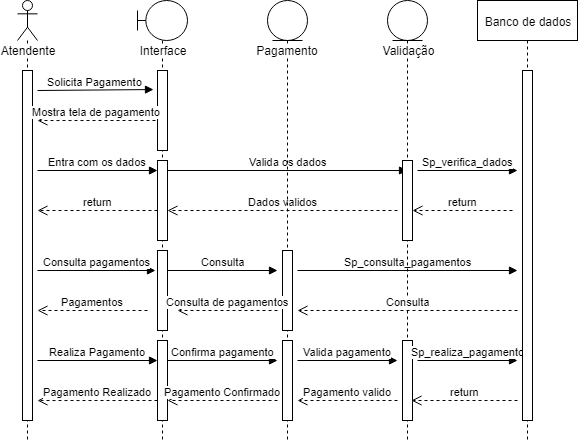 Atendente
Interface
Pagamento
Validação
Banco de dados
Solicita Pagamento
Mostra tela de pagamento
Entra com os dados
Valida os dados
Sp_verifica_dados
return
Dados validos
return
Consulta pagamentos
Consulta
Sp_consulta_pagamentos
Pagamentos
Consulta de pagamentos
Consulta
Realiza Pagamento
Confirma pagamento
Valida pagamento
Sp_realiza_pagamento
Pagamento Realizado
Pagamento Confirmado
Pagamento valido
return